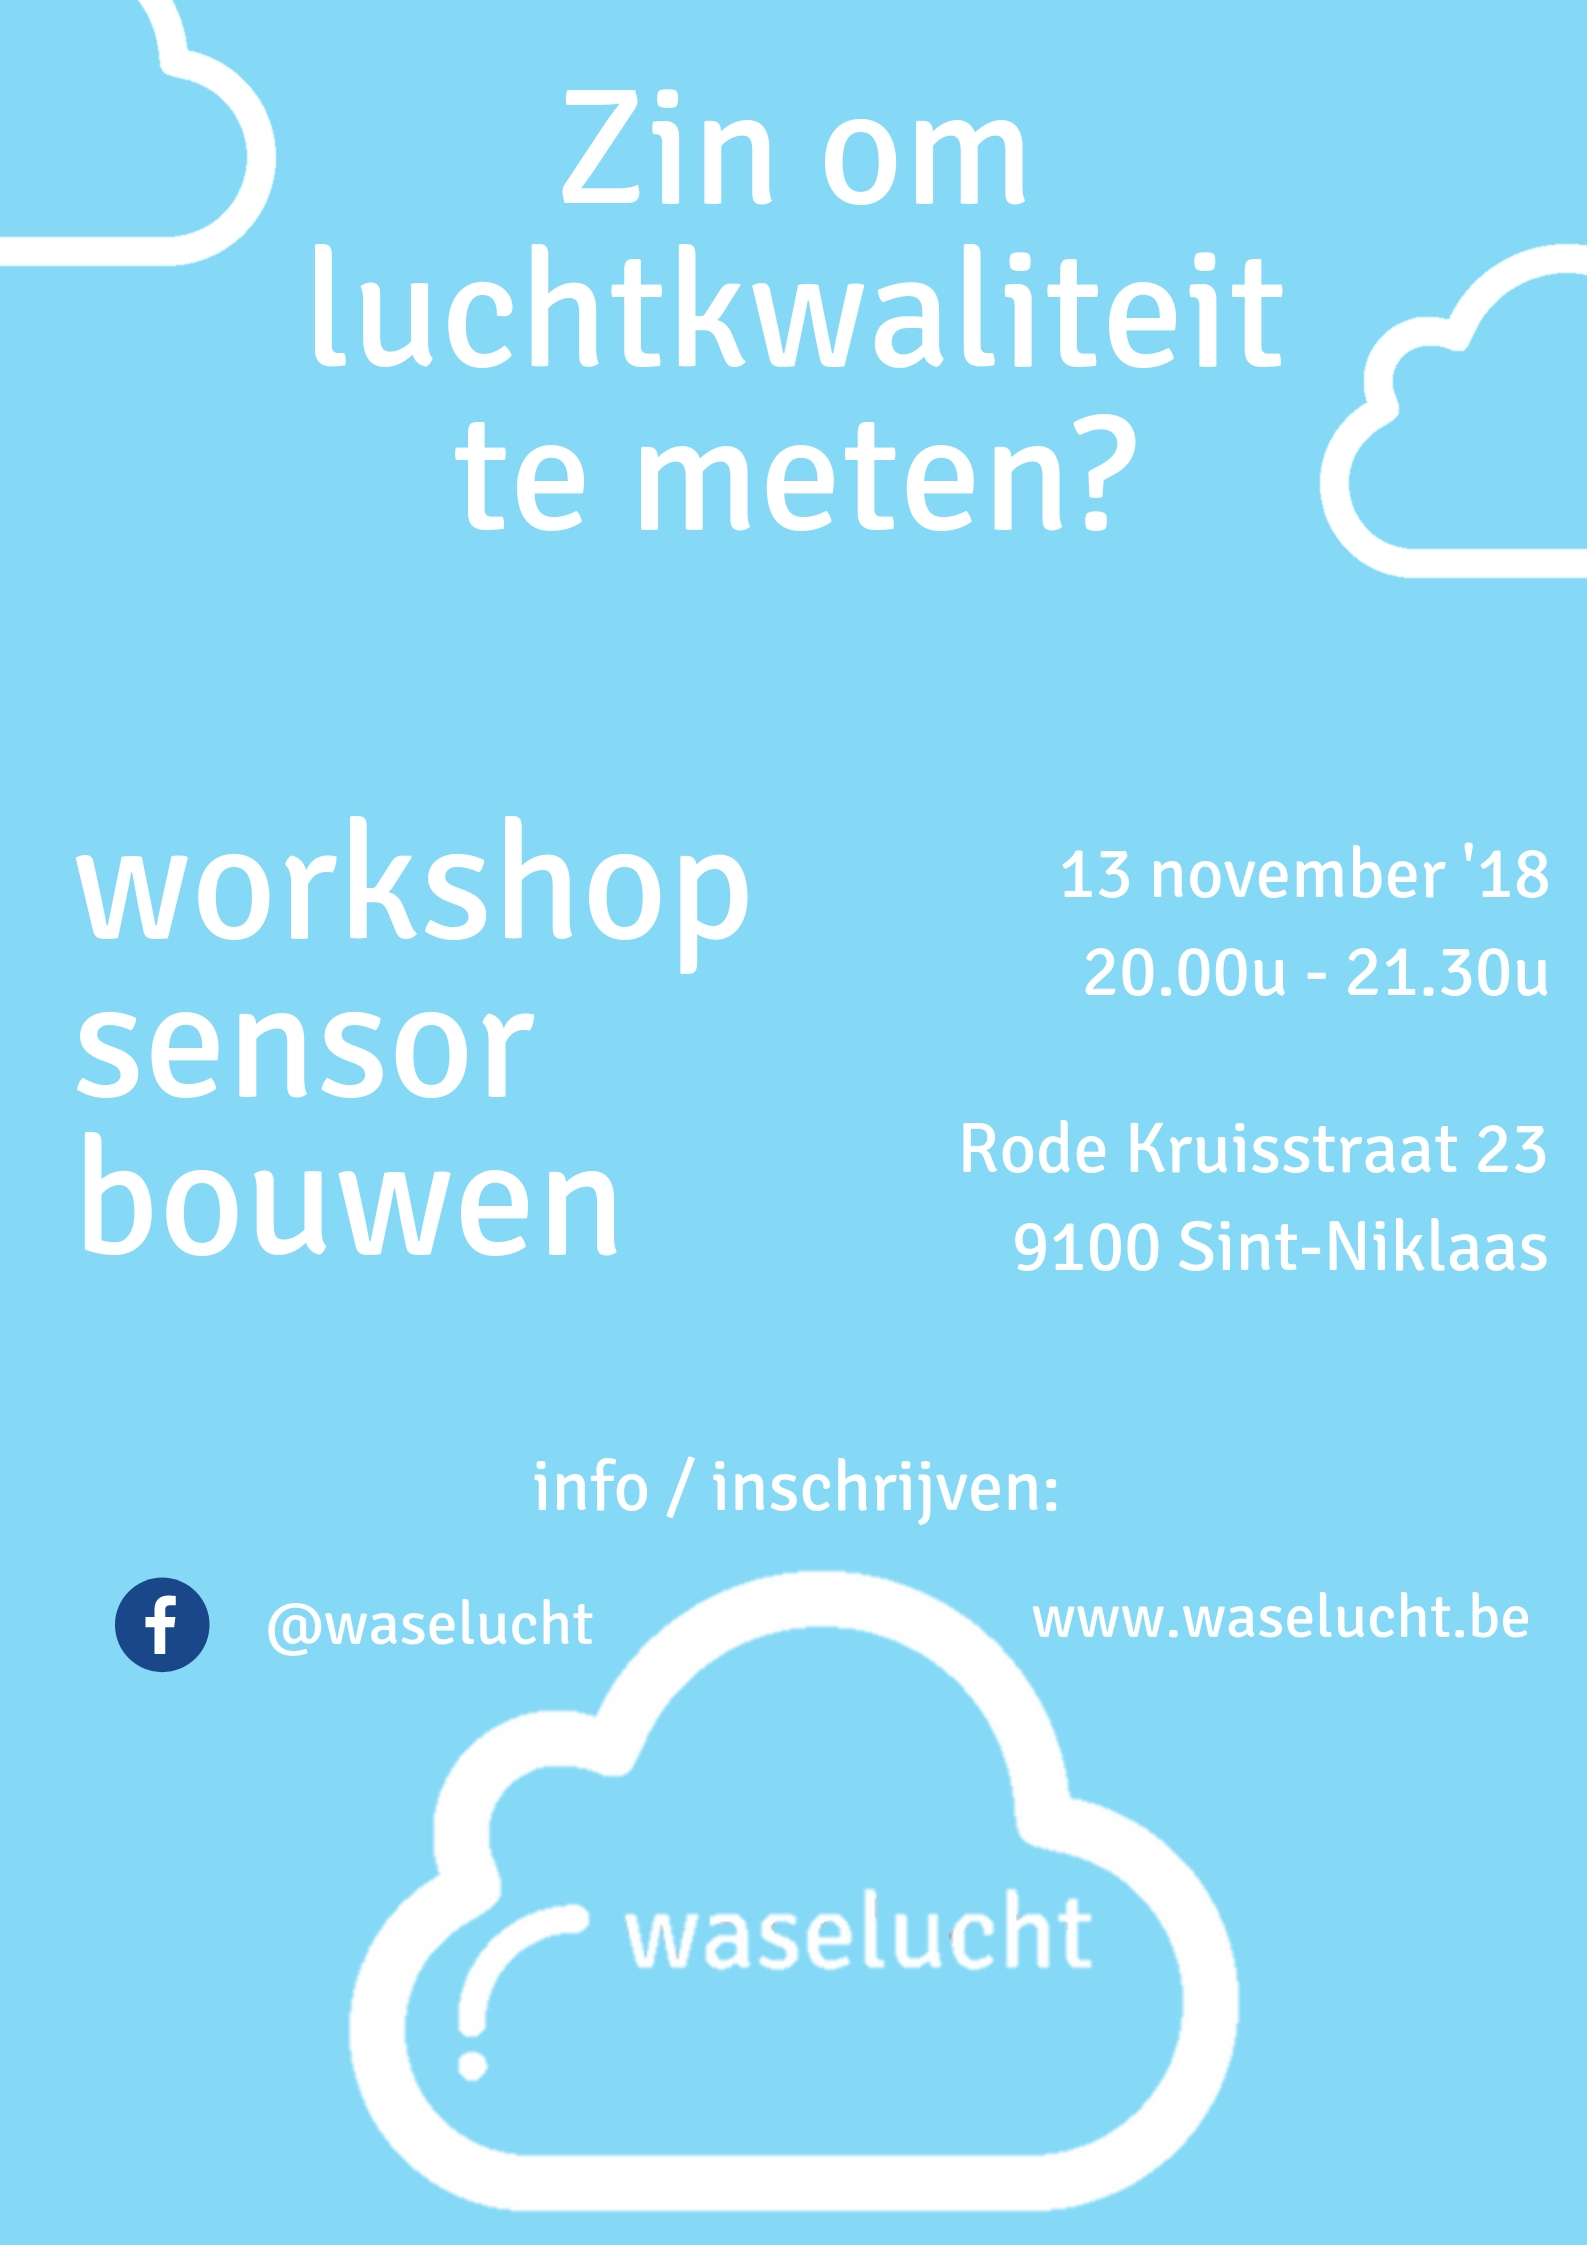 Zin om
luchtkwaliteit
te meten?
workshop
sensor
bouwen
13 november '18
20.00u - 21.30u
Rode Kruisstraat 23
9100 Sint-Niklaas
info / inschrijven:
@waselucht
www.waselucht.be
waselucht